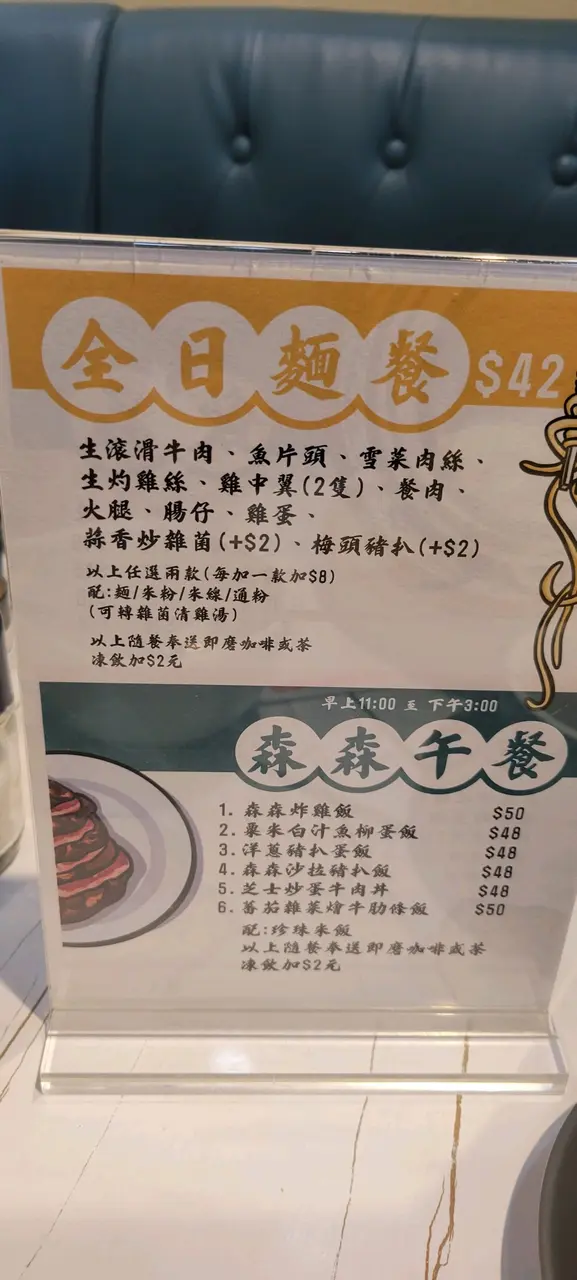 全日麵餐 $42
生滾滑牛肉、魚片頭、雪菜肉絲、
生灼雞絲、雞中翼(2隻)、餐肉、
火腿、腸仔、雞蛋、
蒜香炒雜菌(+$2)、梅頭豬扒(+$2)
以上任選兩款(每加一款加$8)
配:麵/米粉/米線/通粉
(可轉雜菌清雞湯)
以上隨餐奉送即磨咖啡或茶
凍飲加$2元
早上11:00 至 下午3:00
森森午餐
1. 森森炸雞飯 $50
2. 粟米白汁魚柳蛋飯 $48
3. 洋蔥豬扒蛋飯 $48
4. 森森沙拉豬扒飯 $48
5. 芝士炒蛋牛肉丼 $48
6. 蕃茄雜菜燴牛肋條飯 $50
配:珍珠米飯
以上隨餐奉送即磨咖啡或茶
凍飲加$2元